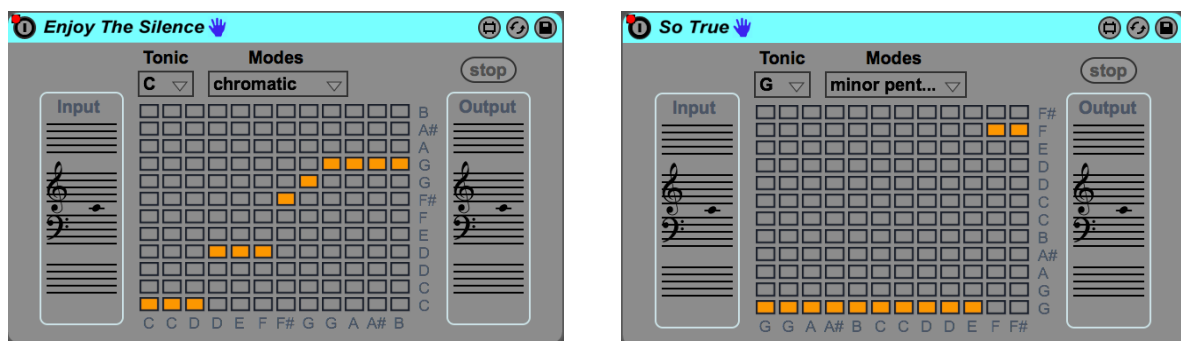 Enjoy The Silence
Tonic Modes
C chromatic
stop
Input
Output
B
A#
A
G
G
F#
F
E
D
D
C
C
C C D D E F F# G G A A# B
So True
Tonic Modes
G minor pent...
stop
Input
Output
F#
F
E
D
D
C
C
B
A#
A
G
G
G G A A# B C C D D E F F#